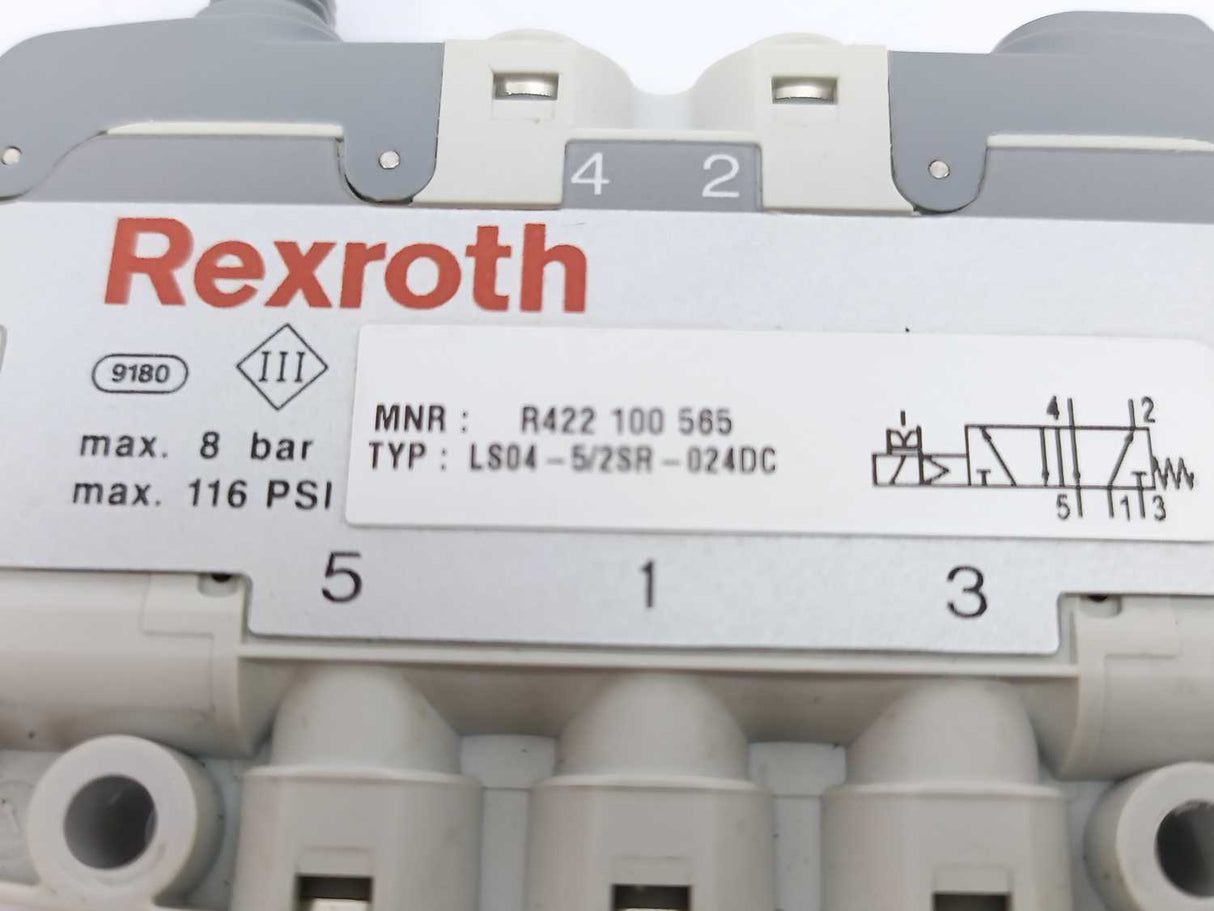 4 2
Rexroth
9180 III
max. 8 bar
max. 116 PSI
MNR : R422 100 565
TYP : LS04-5/2SR-024DC
4 2
5 1 3
5 1 3